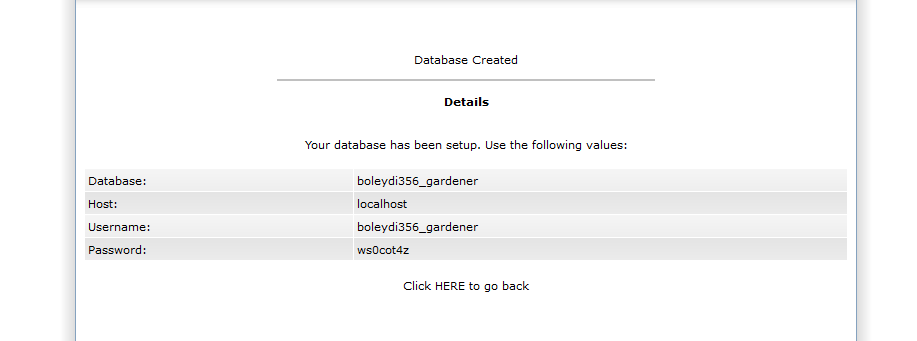 Database Created
Details
Your database has been setup. Use the following values:
Database: boleydi356_gardener
Host: localhost
Username: boleydi356_gardener
Password: ws0cot4z
Click HERE to go back